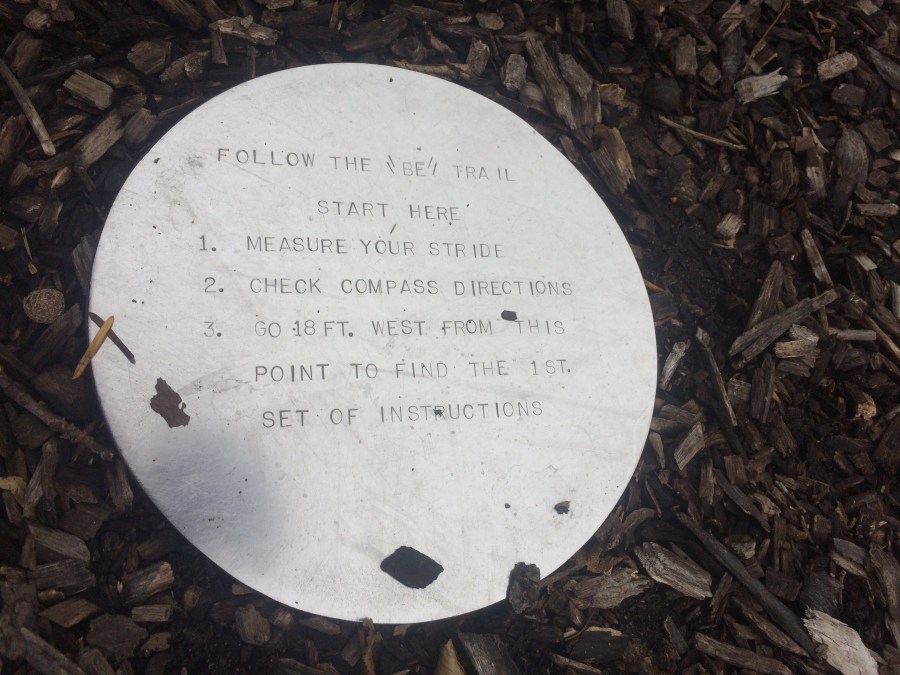 FOLLOW THE "BE" TRAIL
START HERE
1. MEASURE YOUR STRIDE
2. CHECK COMPASS DIRECTIONS
3. GO 18 FT. WEST FROM THIS
POINT TO FIND THE 1ST.
SET OF INSTRUCTIONS